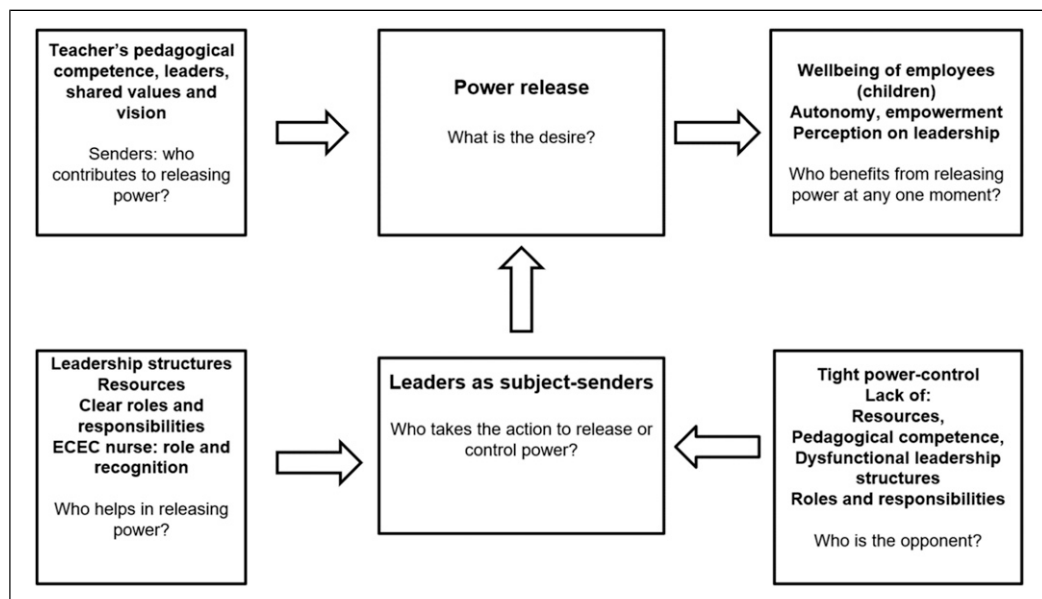 Teacher's pedagogical
competence, leaders,
shared values and
vision
Senders: who
contributes to releasing
power?
Power release
What is the desire?
Wellbeing of employees
(children)
Autonomy, empowerment
Perception on leadership
Who benefits from releasing
power at any one moment?
Leadership structures
Resources
Clear roles and
responsibilities
ECEC nurse: role and
recognition
Who helps in releasing
power?
Leaders as subject-senders
Who takes the action to release or
control power?
Tight power-control
Lack of:
Resources,
Pedagogical competence,
Dysfunctional leadership
structures
Roles and responsibilities
Who is the opponent?